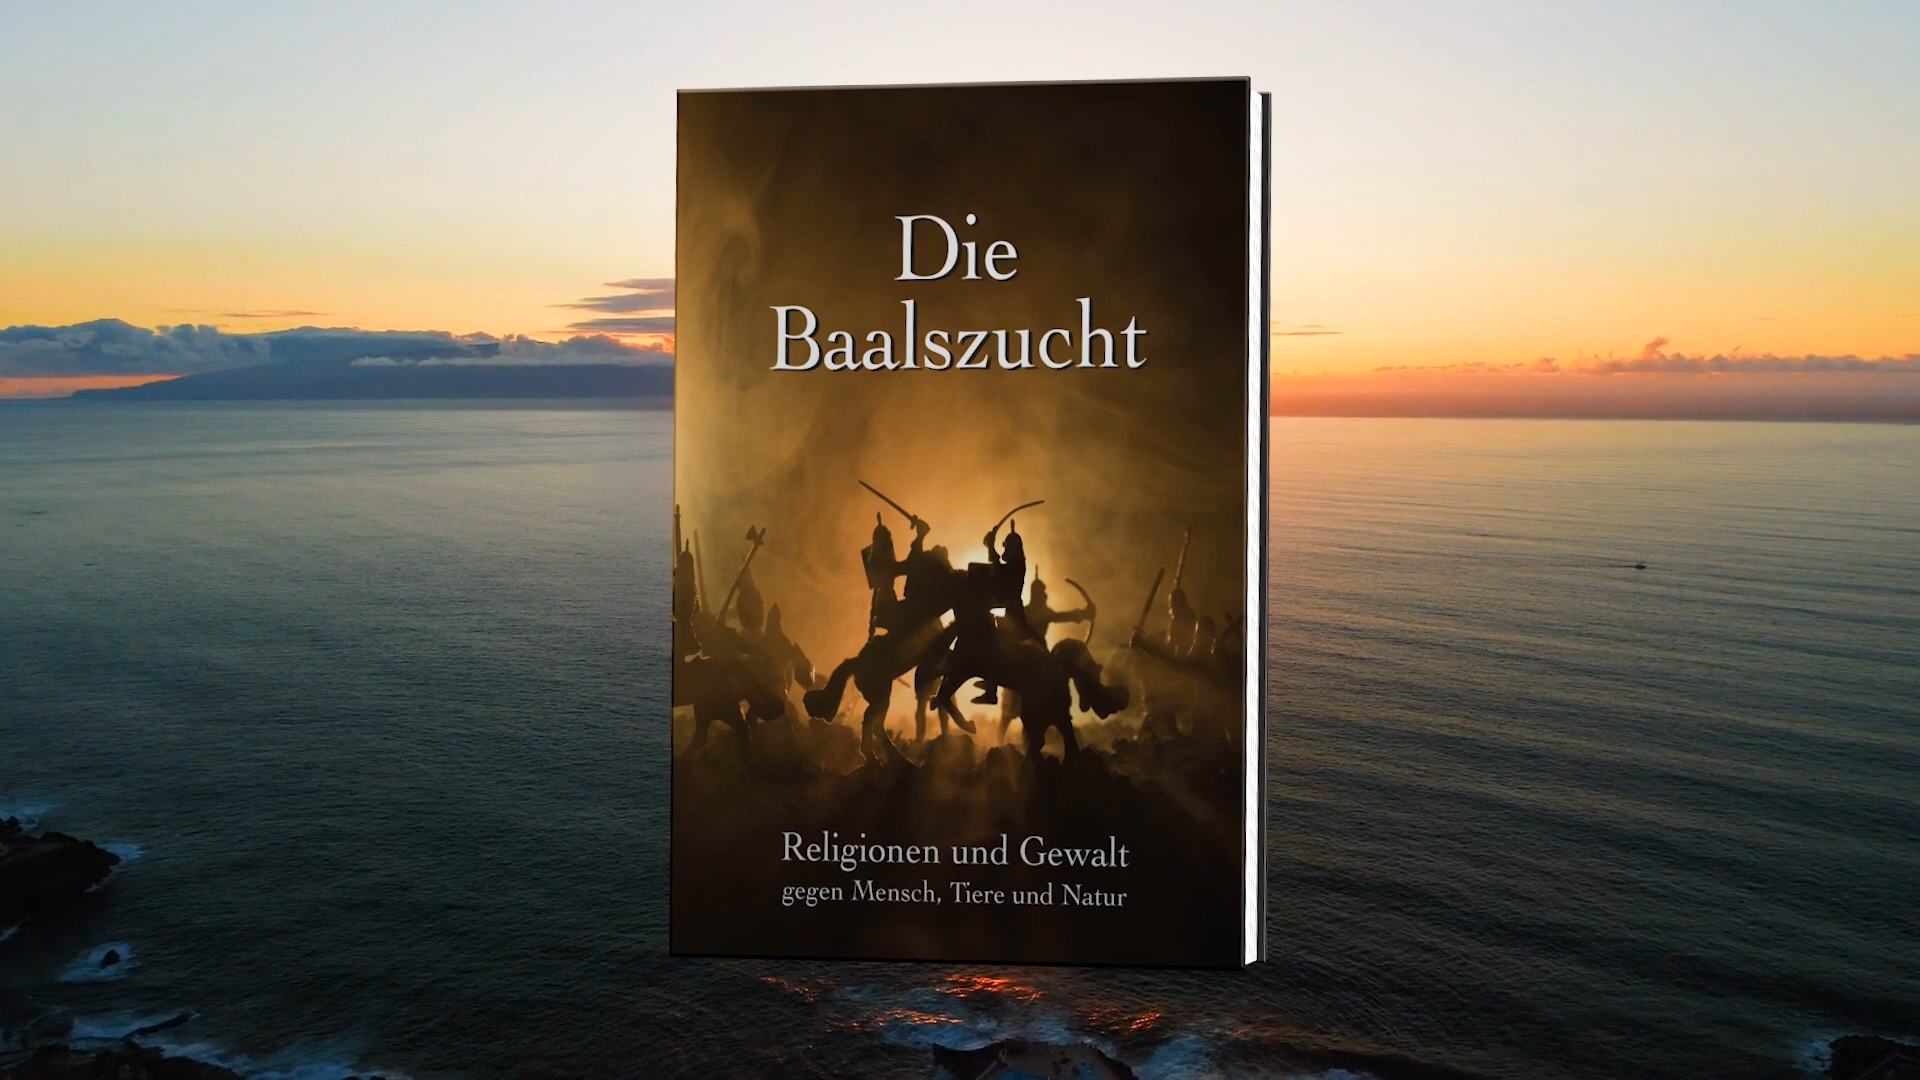 Die
Baalszucht
Religionen und Gewalt
gegen Mensch, Tiere und Natur